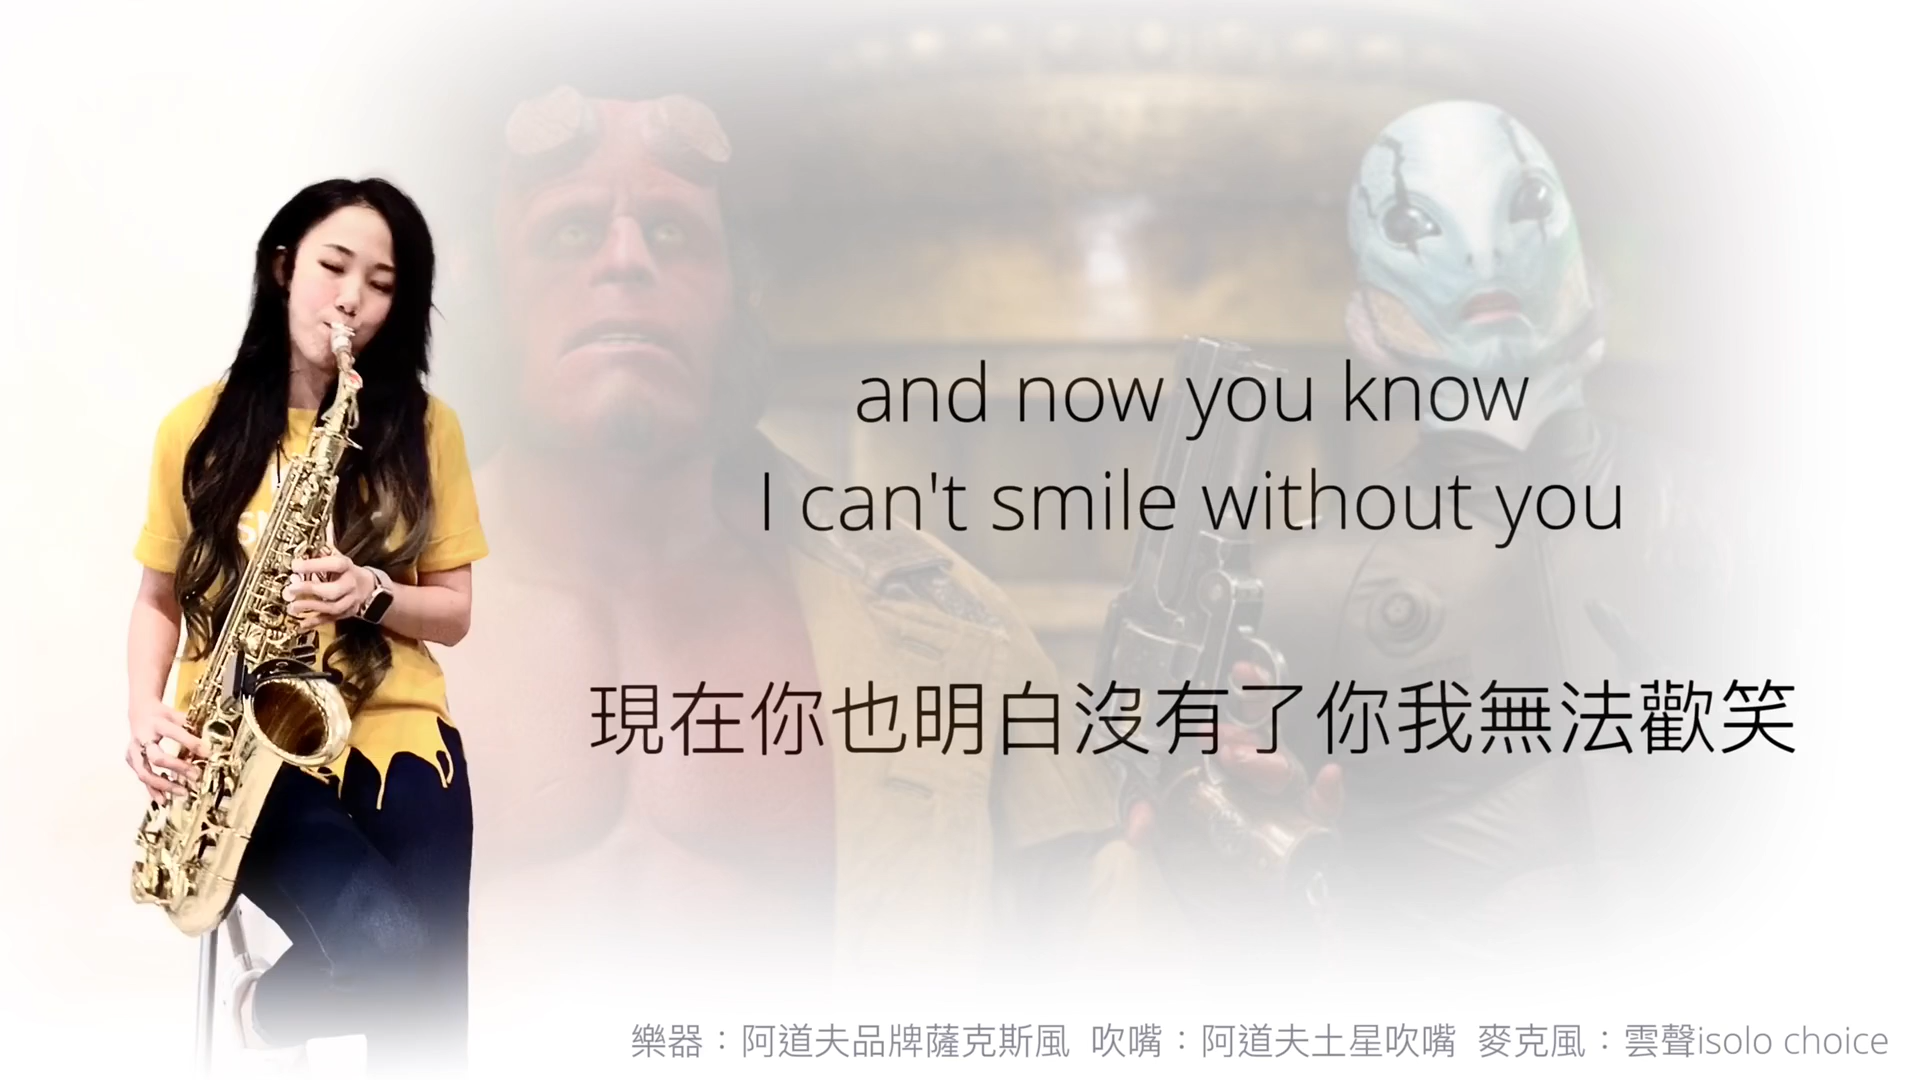 and now you know
I can't smile without you
現在你也明白沒有了你我無法歡笑
樂器：阿道夫品牌薩克斯風 吹嘴：阿道夫土星吹嘴 麥克風：雲聲isolo choice